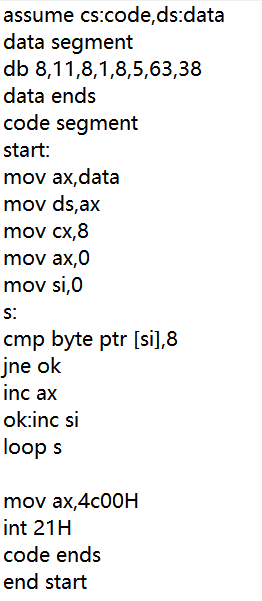 assume cs:code,ds:data
data segment
db 8,11,8,1,8,5,63,38
data ends
code segment
start:
mov ax,data
mov ds,ax
mov cx,8
mov ax,0
mov si,0
s:
cmp byte ptr [si],8
jne ok
inc ax
ok:inc si
loop s

mov ax,4c00H
int 21H
code ends
end start